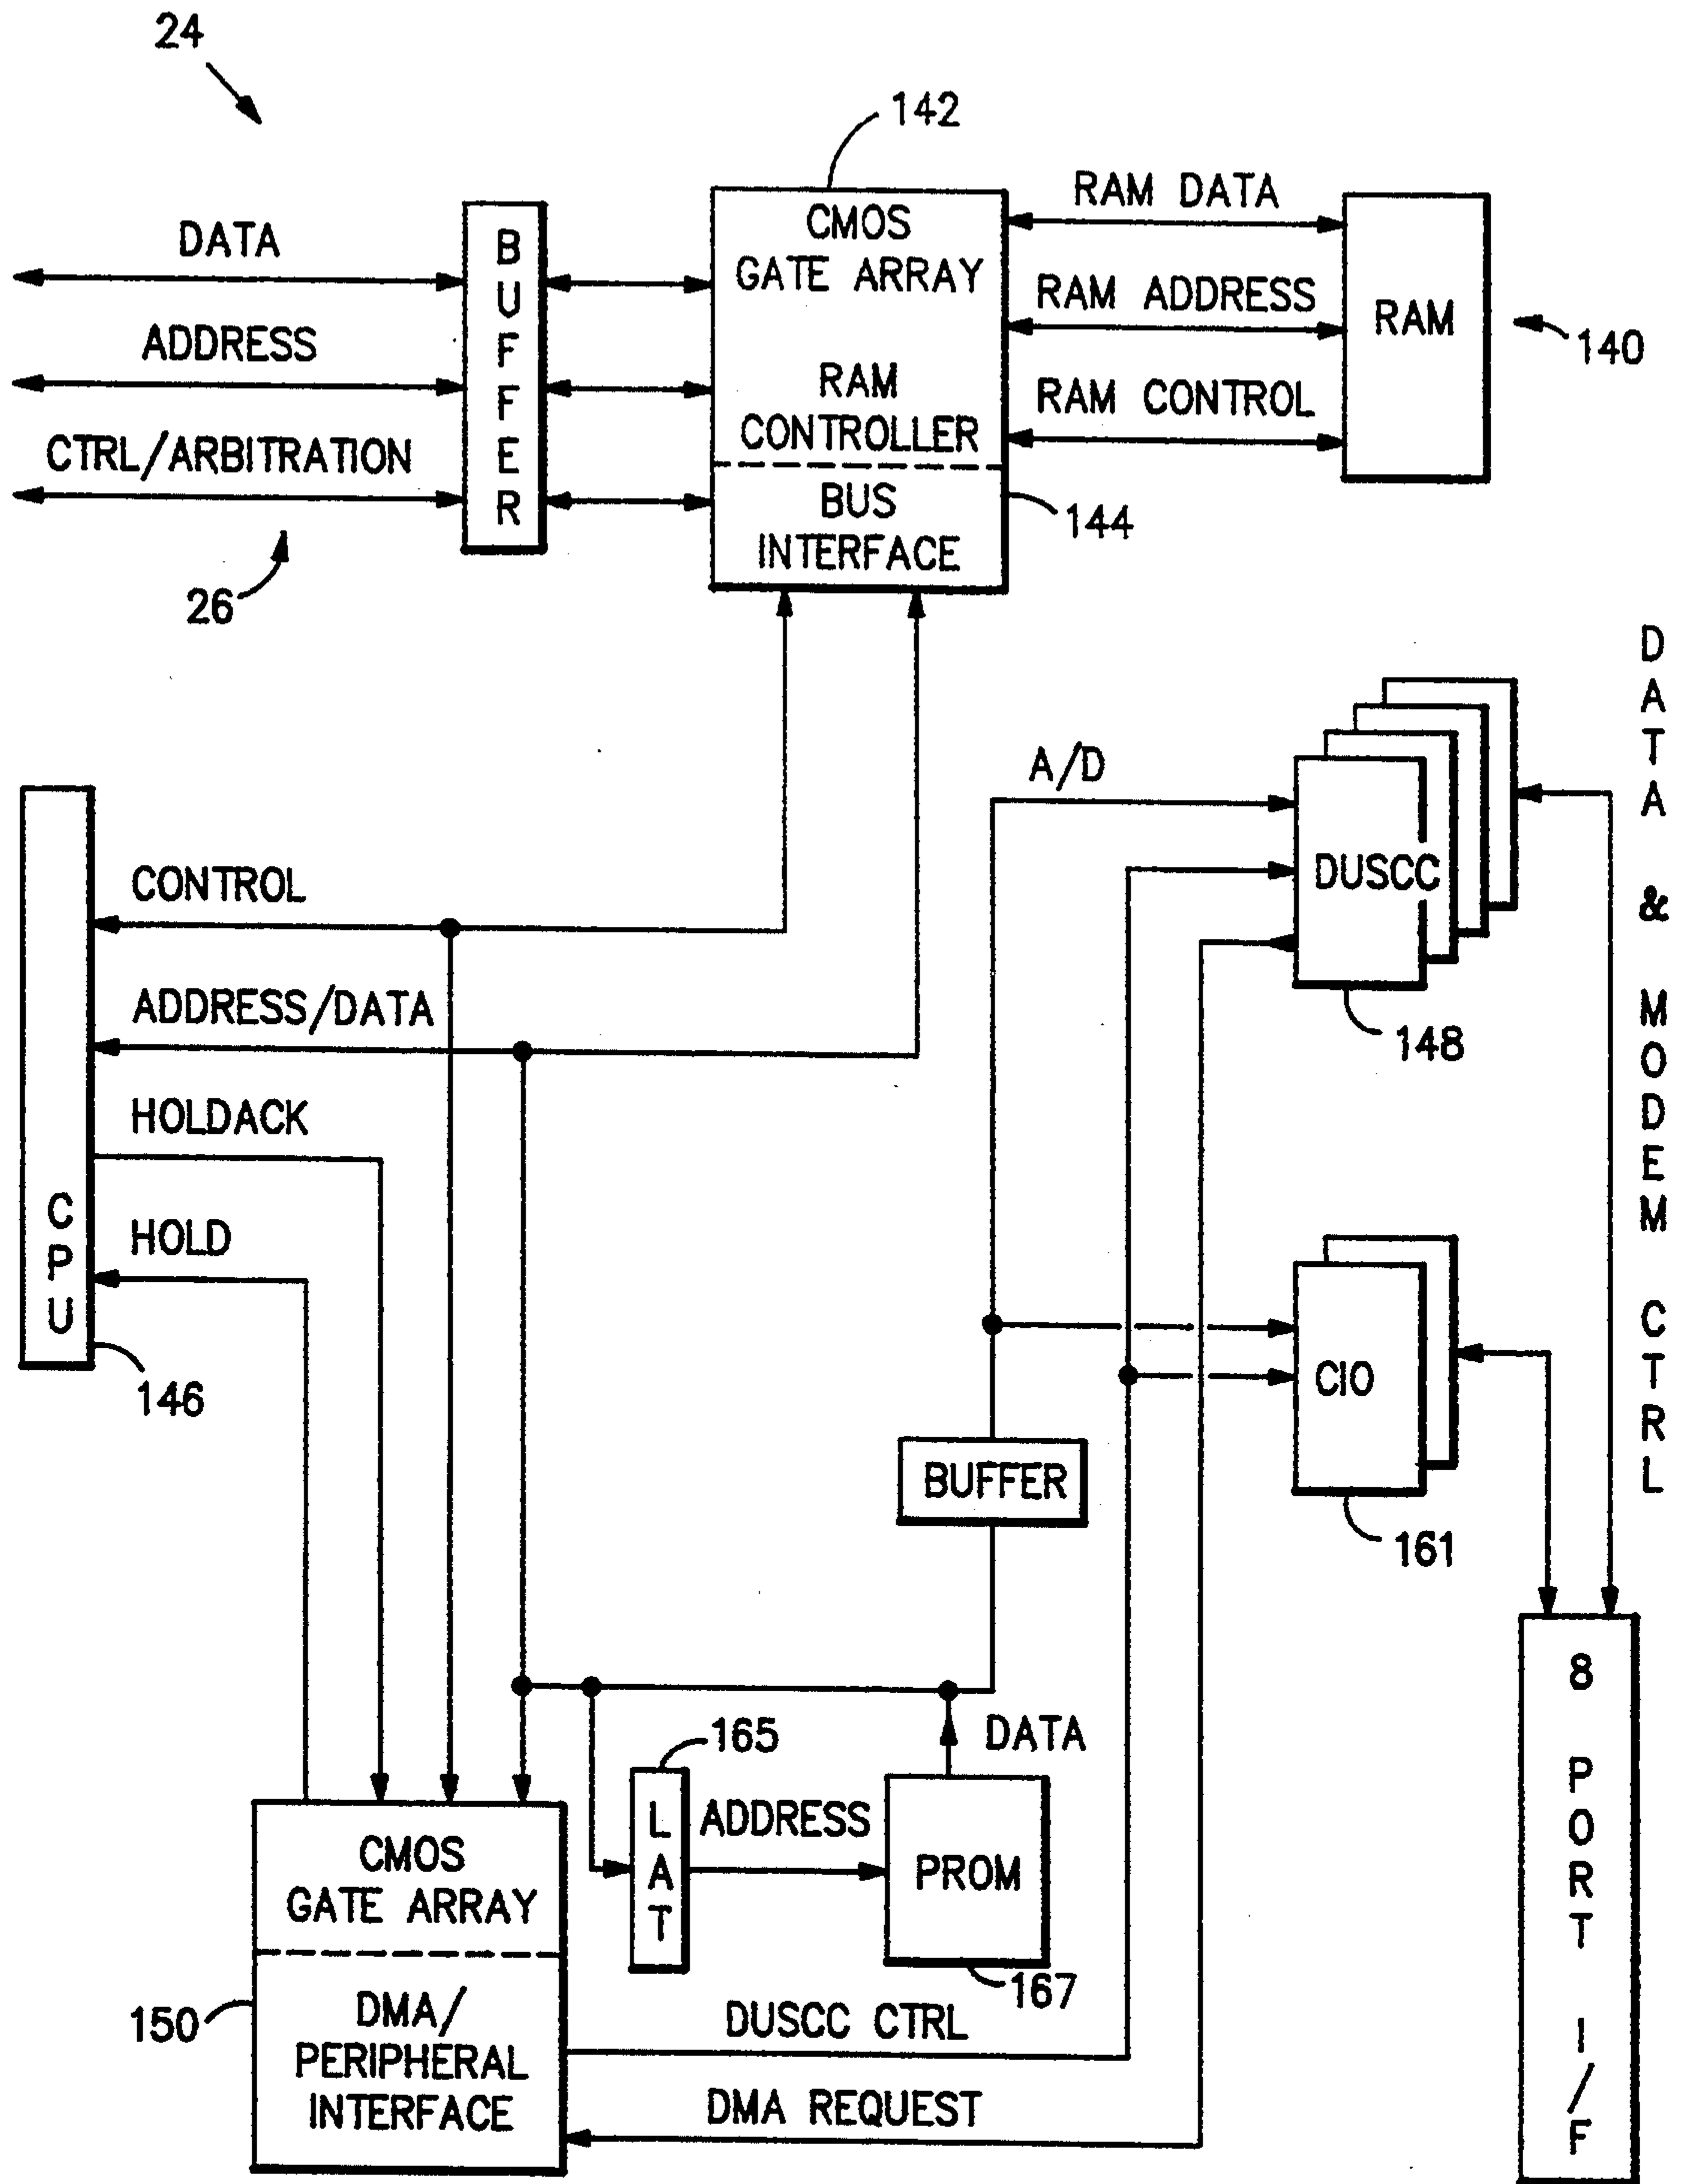 24
142
DATA
ADDRESS
CTRL/ARBITRATION
26
BUFFER
CMOS
GATE ARRAY
RAM
CONTROLLER
BUS
INTERFACE
144
RAM DATA
RAM ADDRESS
RAM CONTROL
RAM
140
CONTROL
ADDRESS/DATA
HOLDACK
HOLD
CPU
146
A/D
DUSCC
148
DATA & MODEM CTRL
CIO
161
BUFFER
8 PORT I/F
165
LAT
ADDRESS
DATA
PROM
167
CMOS
GATE ARRAY
150
DMA/
PERIPHERAL
INTERFACE
DUSCC CTRL
DMA REQUEST